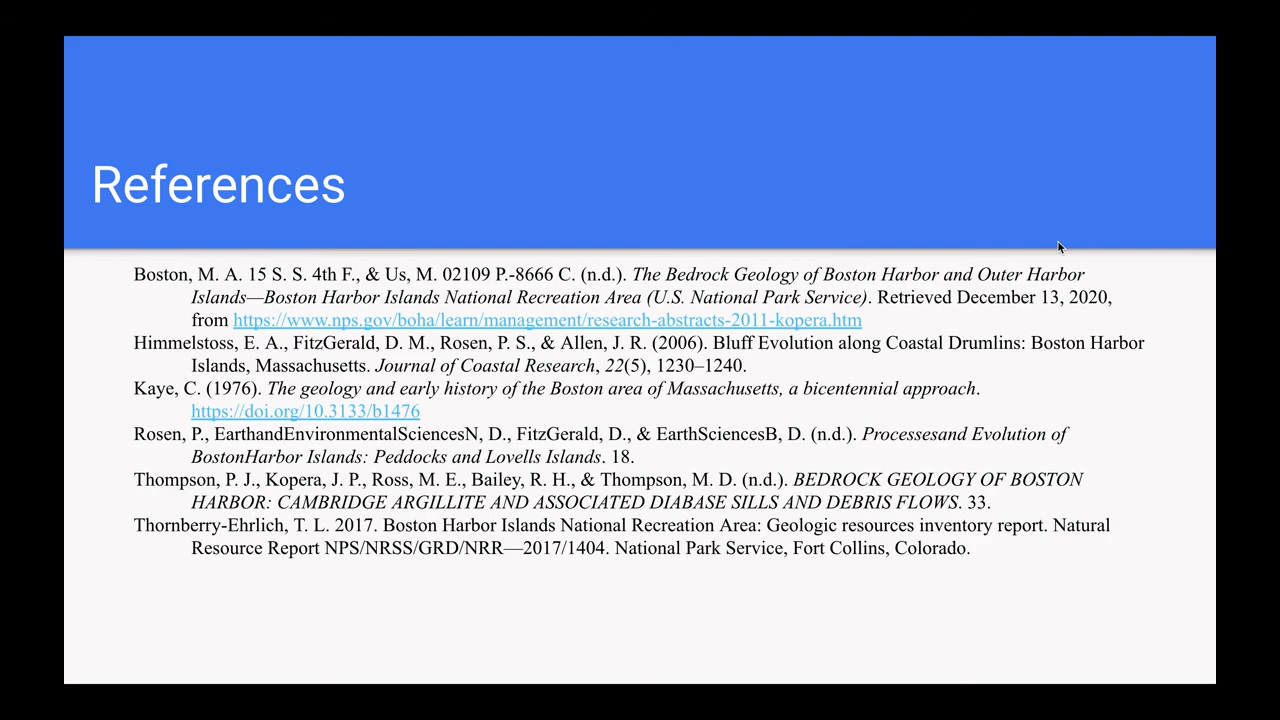 References
Boston, M. A. 15 S. S. 4th F., & Us, M. 02109 P.-8666 C. (n.d.). The Bedrock Geology of Boston Harbor and Outer Harbor
Islands—Boston Harbor Islands National Recreation Area (U.S. National Park Service). Retrieved December 13, 2020,
from https://www.nps.gov/boha/learn/management/research-abstracts-2011-kopera.htm
Himmelstoss, E. A., FitzGerald, D. M., Rosen, P. S., & Allen, J. R. (2006). Bluff Evolution along Coastal Drumlins: Boston Harbor
Islands, Massachusetts. Journal of Coastal Research, 22(5), 1230–1240.
Kaye, C. (1976). The geology and early history of the Boston area of Massachusetts, a bicentennial approach.
https://doi.org/10.3133/b1476
Rosen, P., EarthandEnvironmentalSciencesN, D., FitzGerald, D., & EarthSciencesB, D. (n.d.). Processesand Evolution of
BostonHarbor Islands: Peddocks and Lovells Islands. 18.
Thompson, P. J., Kopera, J. P., Ross, M. E., Bailey, R. H., & Thompson, M. D. (n.d.). BEDROCK GEOLOGY OF BOSTON
HARBOR: CAMBRIDGE ARGILLITE AND ASSOCIATED DIABASE SILLS AND DEBRIS FLOWS. 33.
Thornberry-Ehrlich, T. L. 2017. Boston Harbor Islands National Recreation Area: Geologic resources inventory report. Natural
Resource Report NPS/NRSS/GRD/NRR—2017/1404. National Park Service, Fort Collins, Colorado.